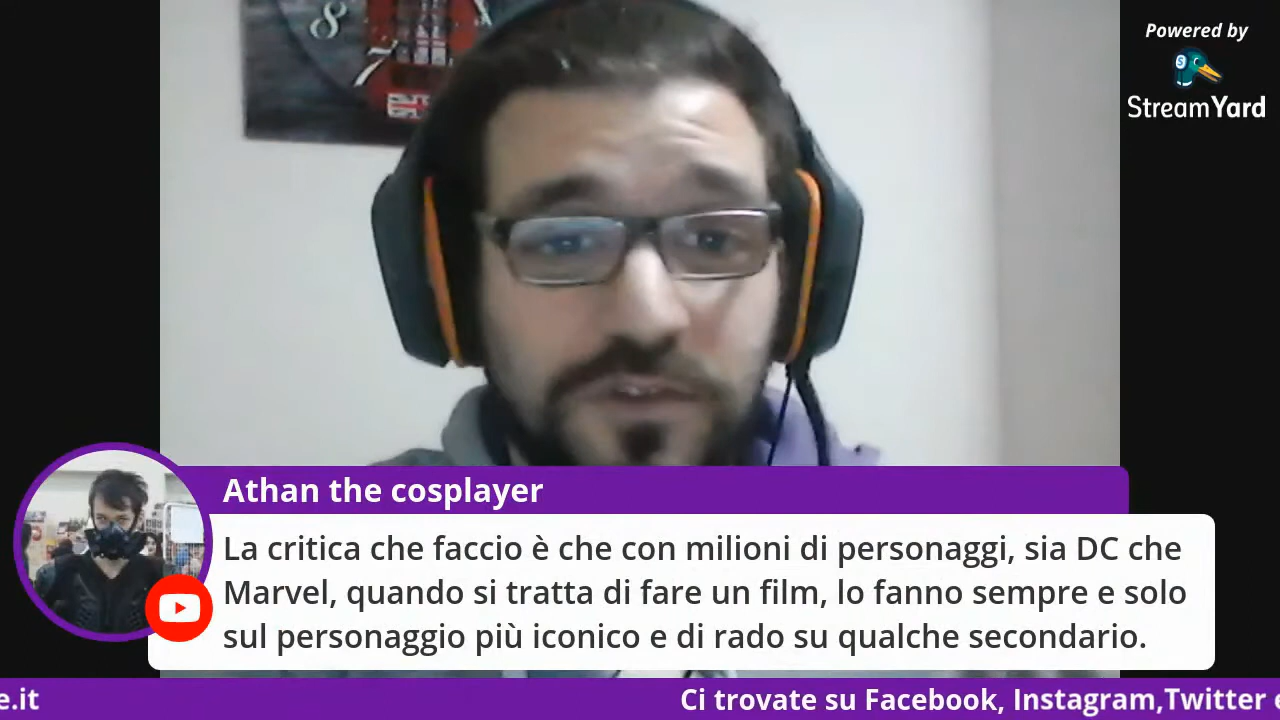 8
7
Powered by
S
StreamYard
Athan the cosplayer
La critica che faccio è che con milioni di personaggi, sia DC che
Marvel, quando si tratta di fare un film, lo fanno sempre e solo
sul personaggio più iconico e di rado su qualche secondario.
e.it
Ci trovate su Facebook, Instagram,Twitter e